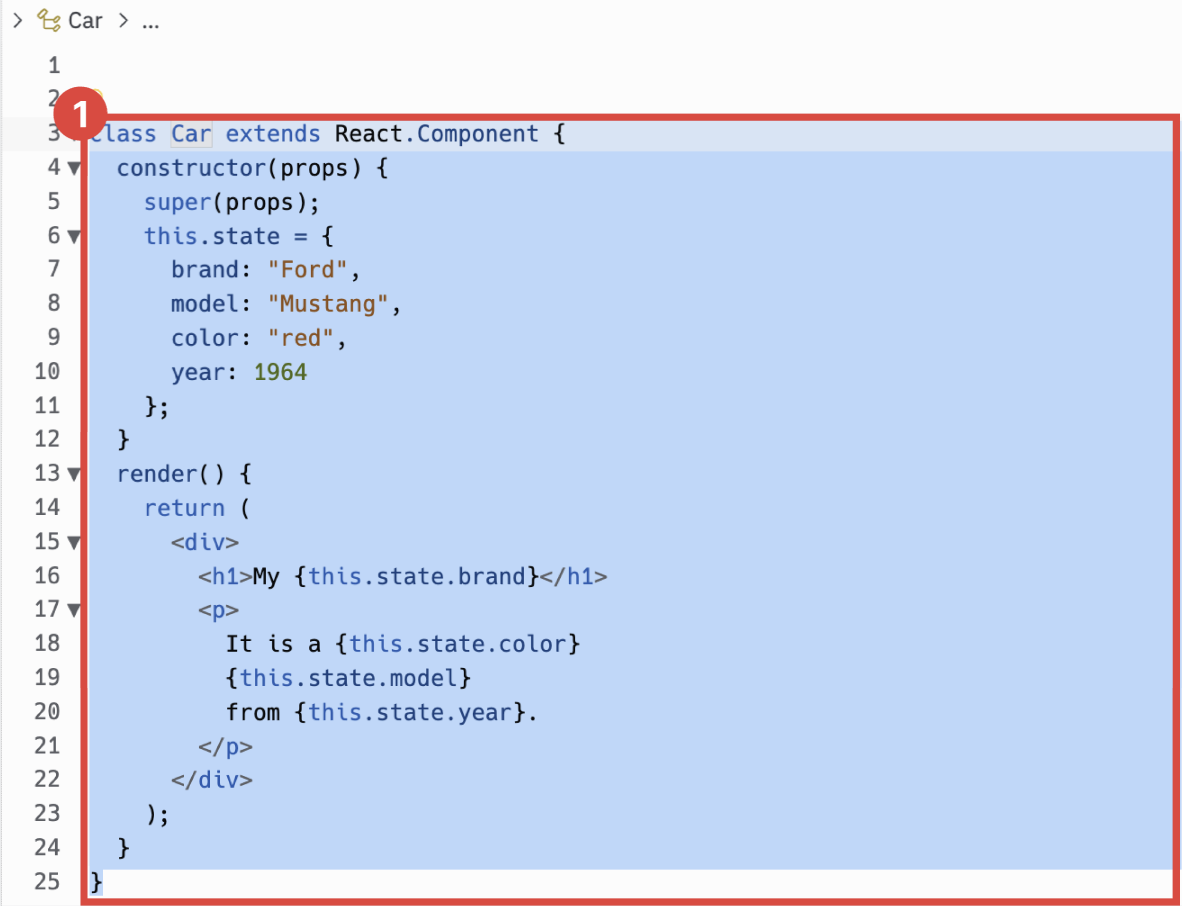 Car > ...
1
2
1
3 class Car extends React.Component {
4   constructor(props) {
5     super(props);
6     this.state = {
7       brand: "Ford",
8       model: "Mustang",
9       color: "red",
10       year: 1964
11     };
12   }
13   render() {
14     return (
15       <div>
16         <h1>My {this.state.brand}</h1>
17         <p>
18           It is a {this.state.color}
19           {this.state.model}
20           from {this.state.year}.
21         </p>
22       </div>
23     );
24   }
25 }